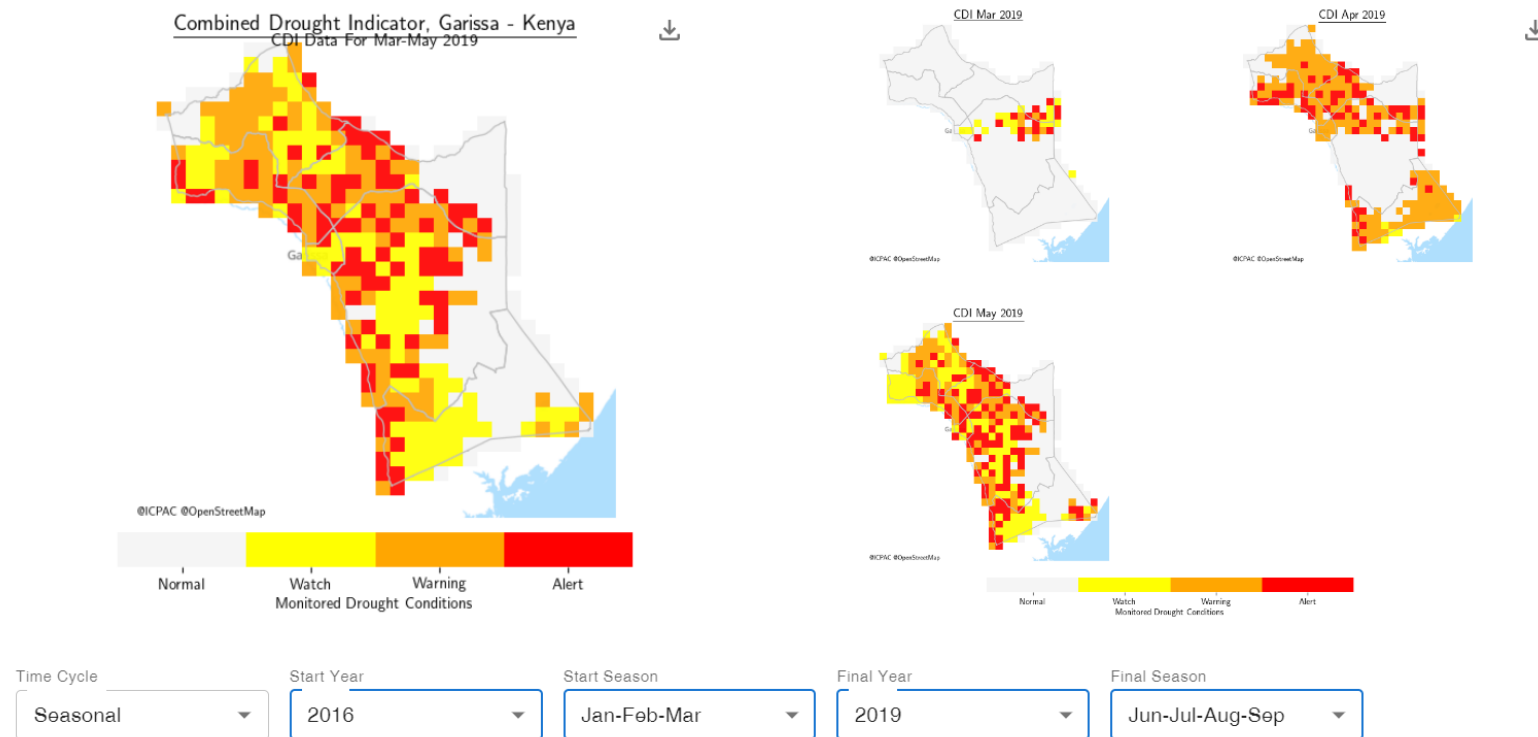 Combined Drought Indicator, Garissa - Kenya
CDI Data For Mar-May 2019
Ga
@ICPAC @OpenStreetMap
Normal Watch Warning Alert
Monitored Drought Conditions
CDI Mar 2019
Ga
@ICPAC @OpenStreetMap
CDI Apr 2019
Ga
@ICPAC @OpenStreetMap
CDI May 2019
Ga
@ICPAC @OpenStreetMap
Normal Watch Warning Alert
Monitored Drought Conditions
Time Cycle Start Year Start Season Final Year Final Season
Seasonal 2016 Jan-Feb-Mar 2019 Jun-Jul-Aug-Sep